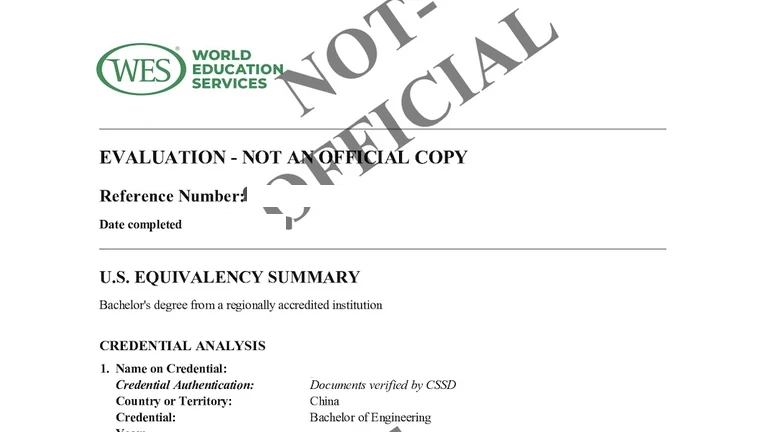 WES
WORLD
EDUCATION
SERVICES
NOT-
OFFICIAL
EVALUATION - NOT AN OFFICIAL COPY
Reference Number:
Date completed
U.S. EQUIVALENCY SUMMARY
Bachelor's degree from a regionally accredited institution
CREDENTIAL ANALYSIS
1. Name on Credential:
Credential Authentication: Documents verified by CSSD
Country or Territory: China
Credential: Bachelor of Engineering